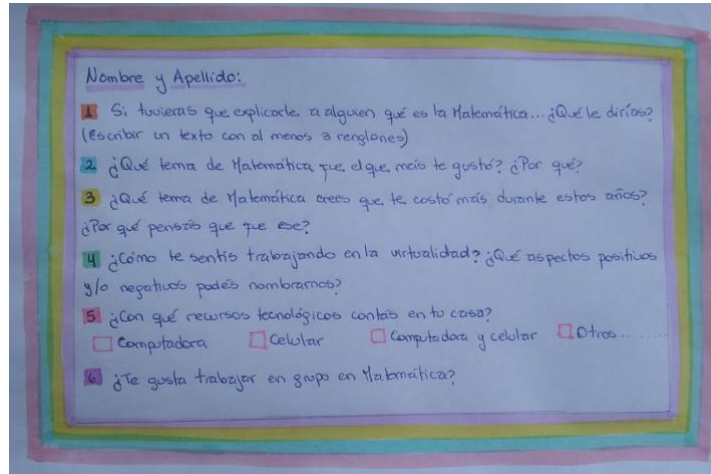 Nombre y Apellido:
1 Si tuvieras que explicarle a alguien qué es la Matemática... ¿Qué le dirías?
(Escribir un texto con al menos 3 renglones)
2 ¿Qué tema de Matemática fue el que más te gustó? ¿Por qué?
3 ¿Qué tema de Matemática crees que te costó más durante estos años?
¿Por qué pensás que fue ese?
4 ¿Cómo te sentís trabajando en la virtualidad? ¿Qué aspectos positivos
y/o negativos podés nombrarnos?
5 ¿Con qué recursos tecnológicos contás en tu casa?
Computadora Celular Computadora y celular Otros..........
6 ¿Te gusta trabajar en grupo en Matemática?